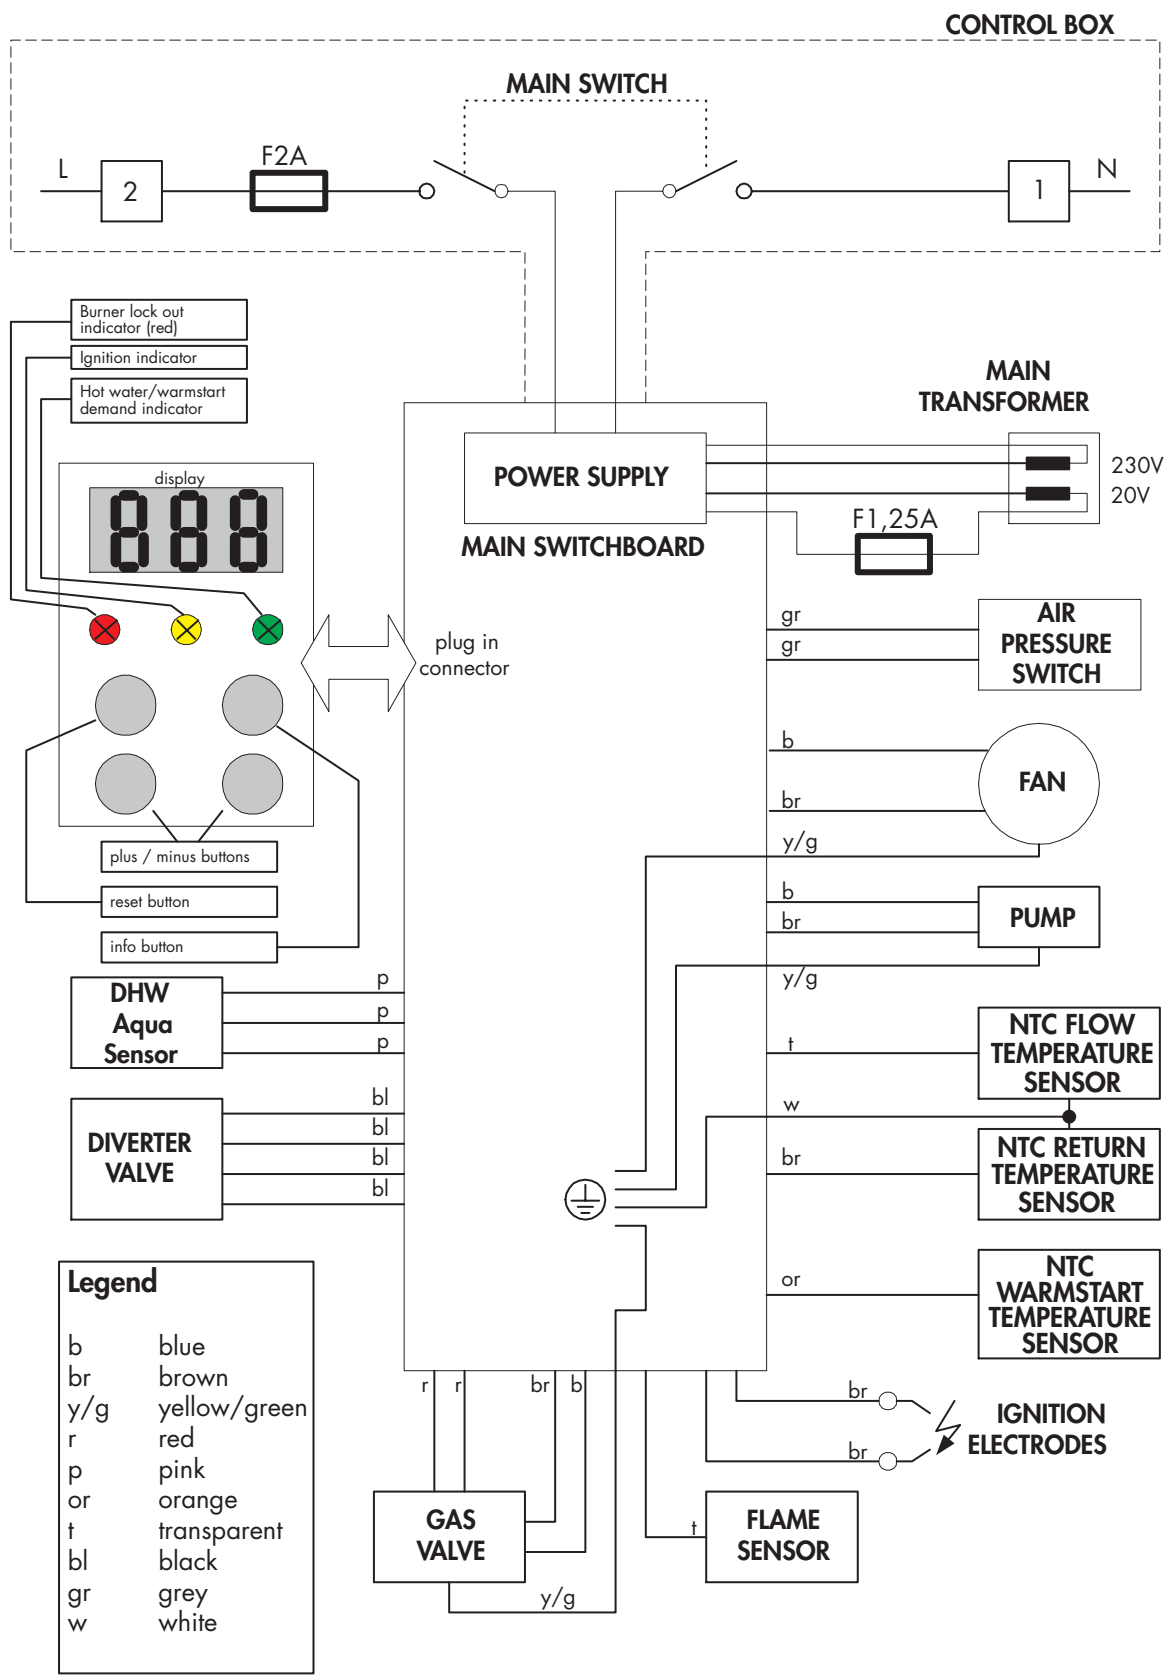 CONTROL BOX
MAIN SWITCH
L
2
F2A
1
N
Burner lock out
indicator (red)
Ignition indicator
Hot water/warmstart
demand indicator
display
888
plus / minus buttons
reset button
info button
plug in
connector
POWER SUPPLY
MAIN SWITCHBOARD
MAIN
TRANSFORMER
230V
20V
F1,25A
gr
gr
AIR
PRESSURE
SWITCH
b
br
y/g
FAN
b
br
y/g
PUMP
DHW
Aqua
Sensor
p
p
p
DIVERTER
VALVE
bl
bl
bl
bl
t
NTC FLOW
TEMPERATURE
SENSOR
w
br
NTC RETURN
TEMPERATURE
SENSOR
or
NTC
WARMSTART
TEMPERATURE
SENSOR
Legend
b blue
br brown
y/g yellow/green
r red
p pink
or orange
t transparent
bl black
gr grey
w white
r
r
br
b
GAS
VALVE
y/g
t
FLAME
SENSOR
br
br
IGNITION
ELECTRODES